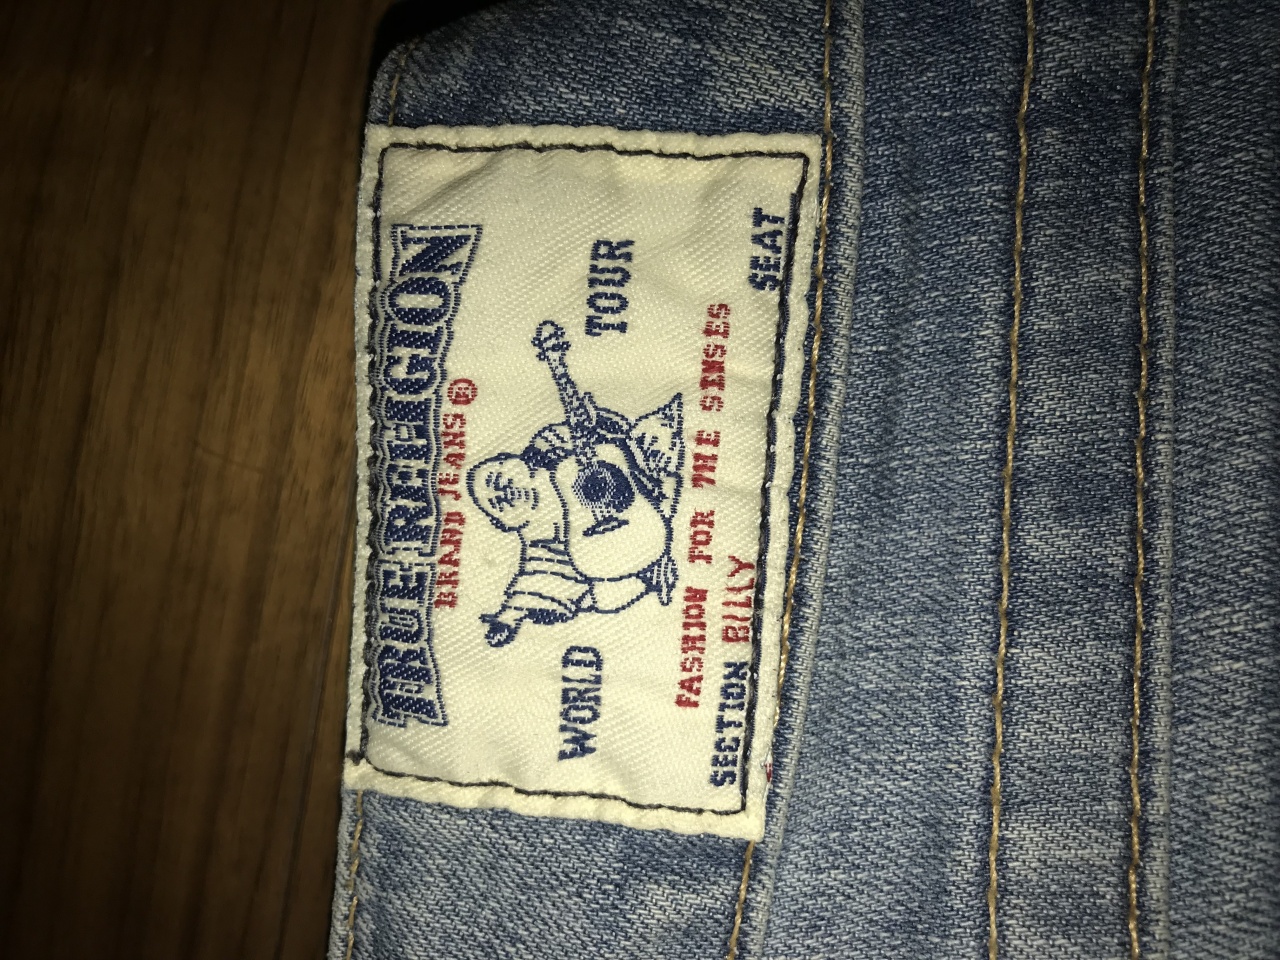 TRUE RELIGION
BRAND JEANS®
WORLD TOUR
FASHION FOR THE SENSES
SECTION BILLY SEAT